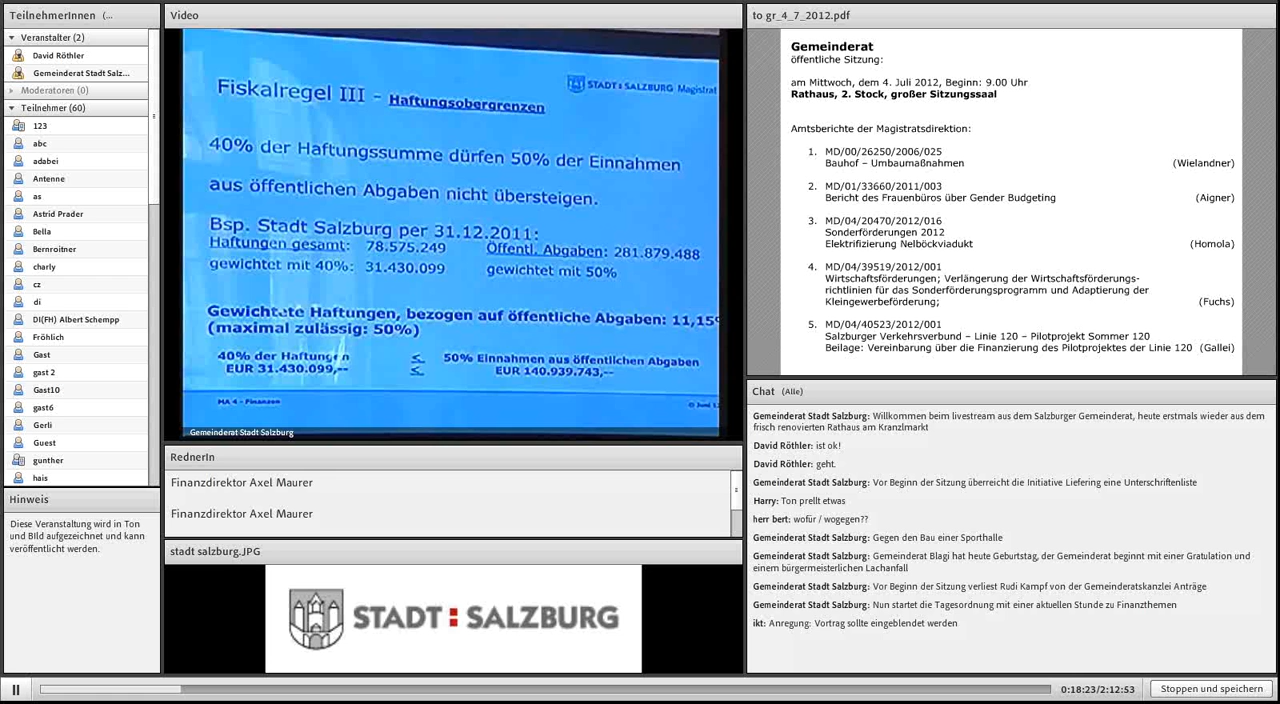 TeilnehmerInnen (...
Veranstalter (2)
David Röthler
Gemeinderat Stadt Salz...
Moderatoren (0)
Teilnehmer (60)
123
abc
adabei
Antenne
as
Astrid Prader
Bella
Bernroitner
charly
cz
di
DI(FH) Albert Schempp
Fröhlich
Gast
gast 2
Gast10
gast6
Gerli
Guest
gunther
hais
Hinweis
Diese Veranstaltung wird in Ton
und BIld aufgezeichnet und kann
veröffentlicht werden.
Video
STADT : SALZBURG Magistrat
Fiskalregel III – Haftungsobergrenzen
40% der Haftungssumme dürfen 50% der Einnahmen
aus öffentlichen Abgaben nicht übersteigen.
Bsp. Stadt Salzburg per 31.12.2011:
Haftungen gesamt: 78.575.249 Öffentl. Abgaben: 281.879.488
gewichtet mit 40%: 31.430.099 gewichtet mit 50%
Gewichtete Haftungen, bezogen auf öffentliche Abgaben: 11,15
(maximal zulässig: 50%)
40% der Haftungen ≤ 50% Einnahmen aus öffentlichen Abgaben
EUR 31.430.099,-- ≤ EUR 140.939.743,--
MA 4 - Finanzen
Gemeinderat Stadt Salzburg
RednerIn
Finanzdirektor Axel Maurer
Finanzdirektor Axel Maurer
stadt salzburg.JPG
STADT : SALZBURG
to gr_4_7_2012.pdf
Gemeinderat
öffentliche Sitzung:
am Mittwoch, dem 4. Juli 2012, Beginn: 9.00 Uhr
Rathaus, 2. Stock, großer Sitzungssaal
Amtsberichte der Magistratsdirektion:
1. MD/00/26250/2006/025
Bauhof – Umbaumaßnahmen (Wielandner)
2. MD/01/33660/2011/003
Bericht des Frauenbüros über Gender Budgeting (Aigner)
3. MD/04/20470/2012/016
Sonderförderungen 2012
Elektrifizierung Nelböckviadukt (Homola)
4. MD/04/39519/2012/001
Wirtschaftsförderungen; Verlängerung der Wirtschaftsförderungs-
richtlinien für das Sonderförderungsprogramm und Adaptierung der
Kleingewerbeförderung; (Fuchs)
5. MD/04/40523/2012/001
Salzburger Verkehrsverbund – Linie 120 – Pilotprojekt Sommer 120
Beilage: Vereinbarung über die Finanzierung des Pilotprojektes der Linie 120 (Gallei)
Chat (Alle)
Gemeinderat Stadt Salzburg: Willkommen beim livestream aus dem Salzburger Gemeinderat, heute erstmals wieder aus dem
frisch renovierten Rathaus am Kranzlmarkt
David Röthler: ist ok!
David Röthler: geht.
Gemeinderat Stadt Salzburg: Vor Beginn der Sitzung überreicht die Initiative Liefering eine Unterschriftenliste
Harry: Ton prellt etwas
herr bert: wofür / wogegen??
Gemeinderat Stadt Salzburg: Gegen den Bau einer Sporthalle
Gemeinderat Stadt Salzburg: Gemeinderat Blagi hat heute Geburtstag, der Gemeinderat beginnt mit einer Gratulation und
einem bürgermeisterlichen Lachanfall
Gemeinderat Stadt Salzburg: Vor Beginn der Sitzung verliest Rudi Kampf von der Gemeinderatskanzlei Anträge
Gemeinderat Stadt Salzburg: Nun startet die Tagesordnung mit einer aktuellen Stunde zu Finanzthemen
ikt: Anregung: Vortrag sollte eingeblendet werden
0:18:23/2:12:53
Stoppen und speichern